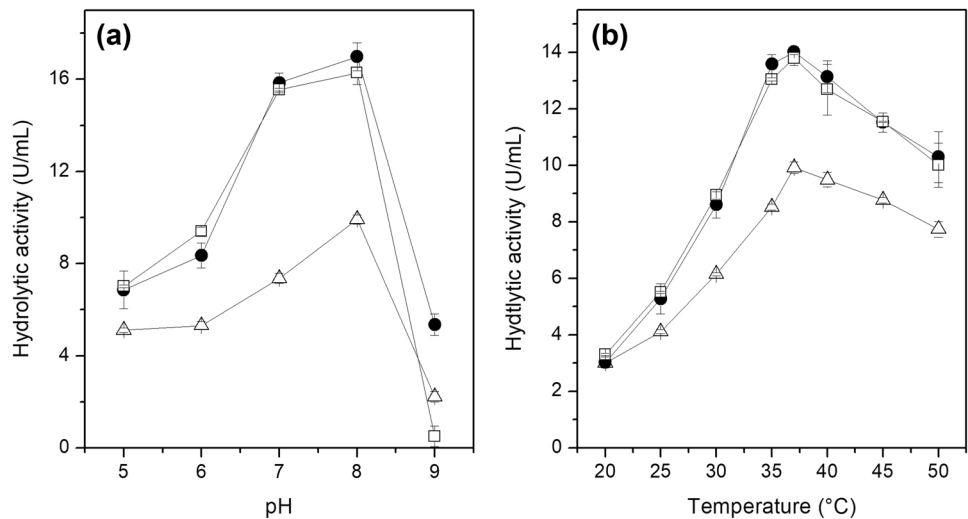 (a)
Hydrolytic activity (U/mL)
16
12
8
4
0
5 6 7 8 9
pH
(b)
Hydtlytic activity (U/mL)
14
12
10
8
6
4
2
0
20 25 30 35 40 45 50
Temperature (°C)